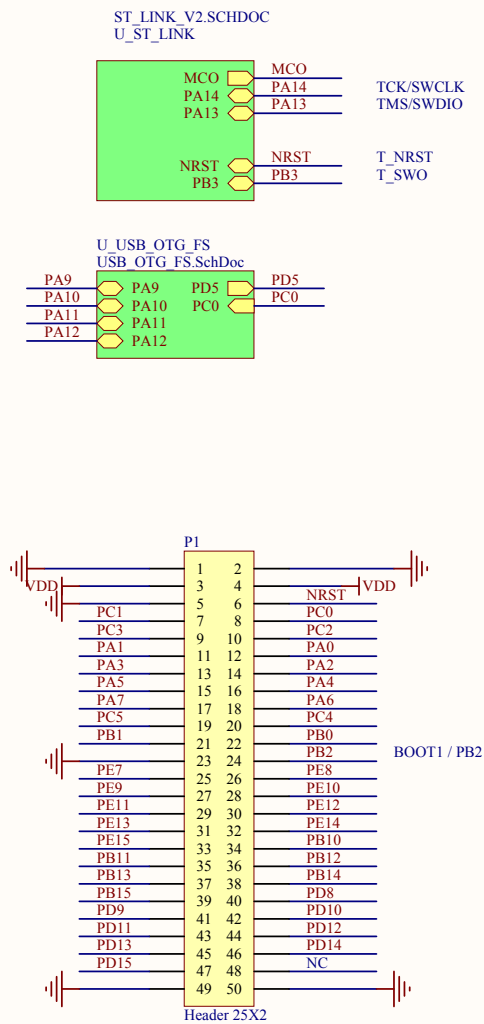 ST_LINK_V2.SCHDOC
U_ST_LINK
MCO MCO
PA14 PA14 TCK/SWCLK
PA13 PA13 TMS/SWDIO
NRST NRST T_NRST
PB3 PB3 T_SWO
U_USB_OTG_FS
USB_OTG_FS.SchDoc
PA9 PA9 PD5 PD5
PA10 PA10 PC0 PC0
PA11 PA11
PA12 PA12
P1
1 2
VDD 3 4 VDD
5 6 NRST
PC1 7 8 PC0
PC3 9 10 PC2
PA1 11 12 PA0
PA3 13 14 PA2
PA5 15 16 PA4
PA7 17 18 PA6
PC5 19 20 PC4
PB1 21 22 PB0
23 24 PB2 BOOT1 / PB2
PE7 25 26 PE8
PE9 27 28 PE10
PE11 29 30 PE12
PE13 31 32 PE14
PE15 33 34 PB10
PB11 35 36 PB12
PB13 37 38 PB14
PB15 39 40 PD8
PD9 41 42 PD10
PD11 43 44 PD12
PD13 45 46 PD14
PD15 47 48 NC
49 50
Header 25X2